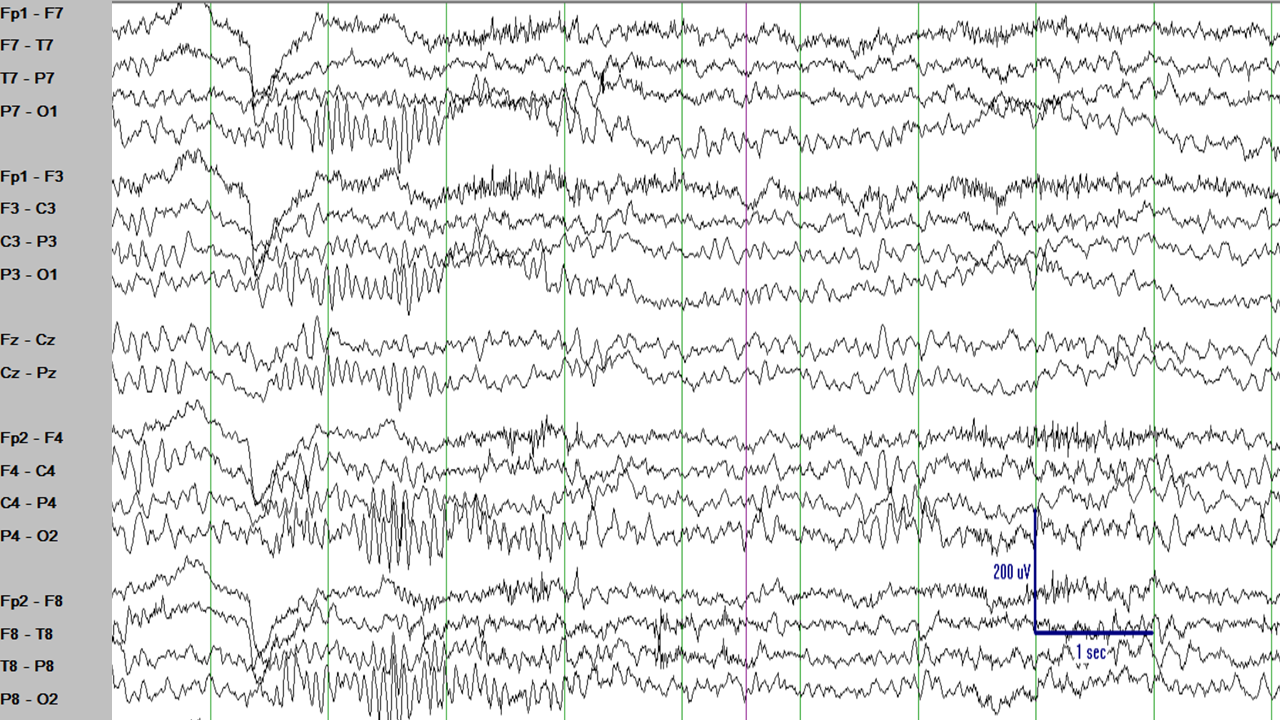 Fp1 - F7
F7 - T7
T7 - P7
P7 - O1
Fp1 - F3
F3 - C3
C3 - P3
P3 - O1
Fz - Cz
Cz - Pz
Fp2 - F4
F4 - C4
C4 - P4
P4 - O2
200 uV
Fp2 - F8
F8 - T8
1 sec
T8 - P8
P8 - O2